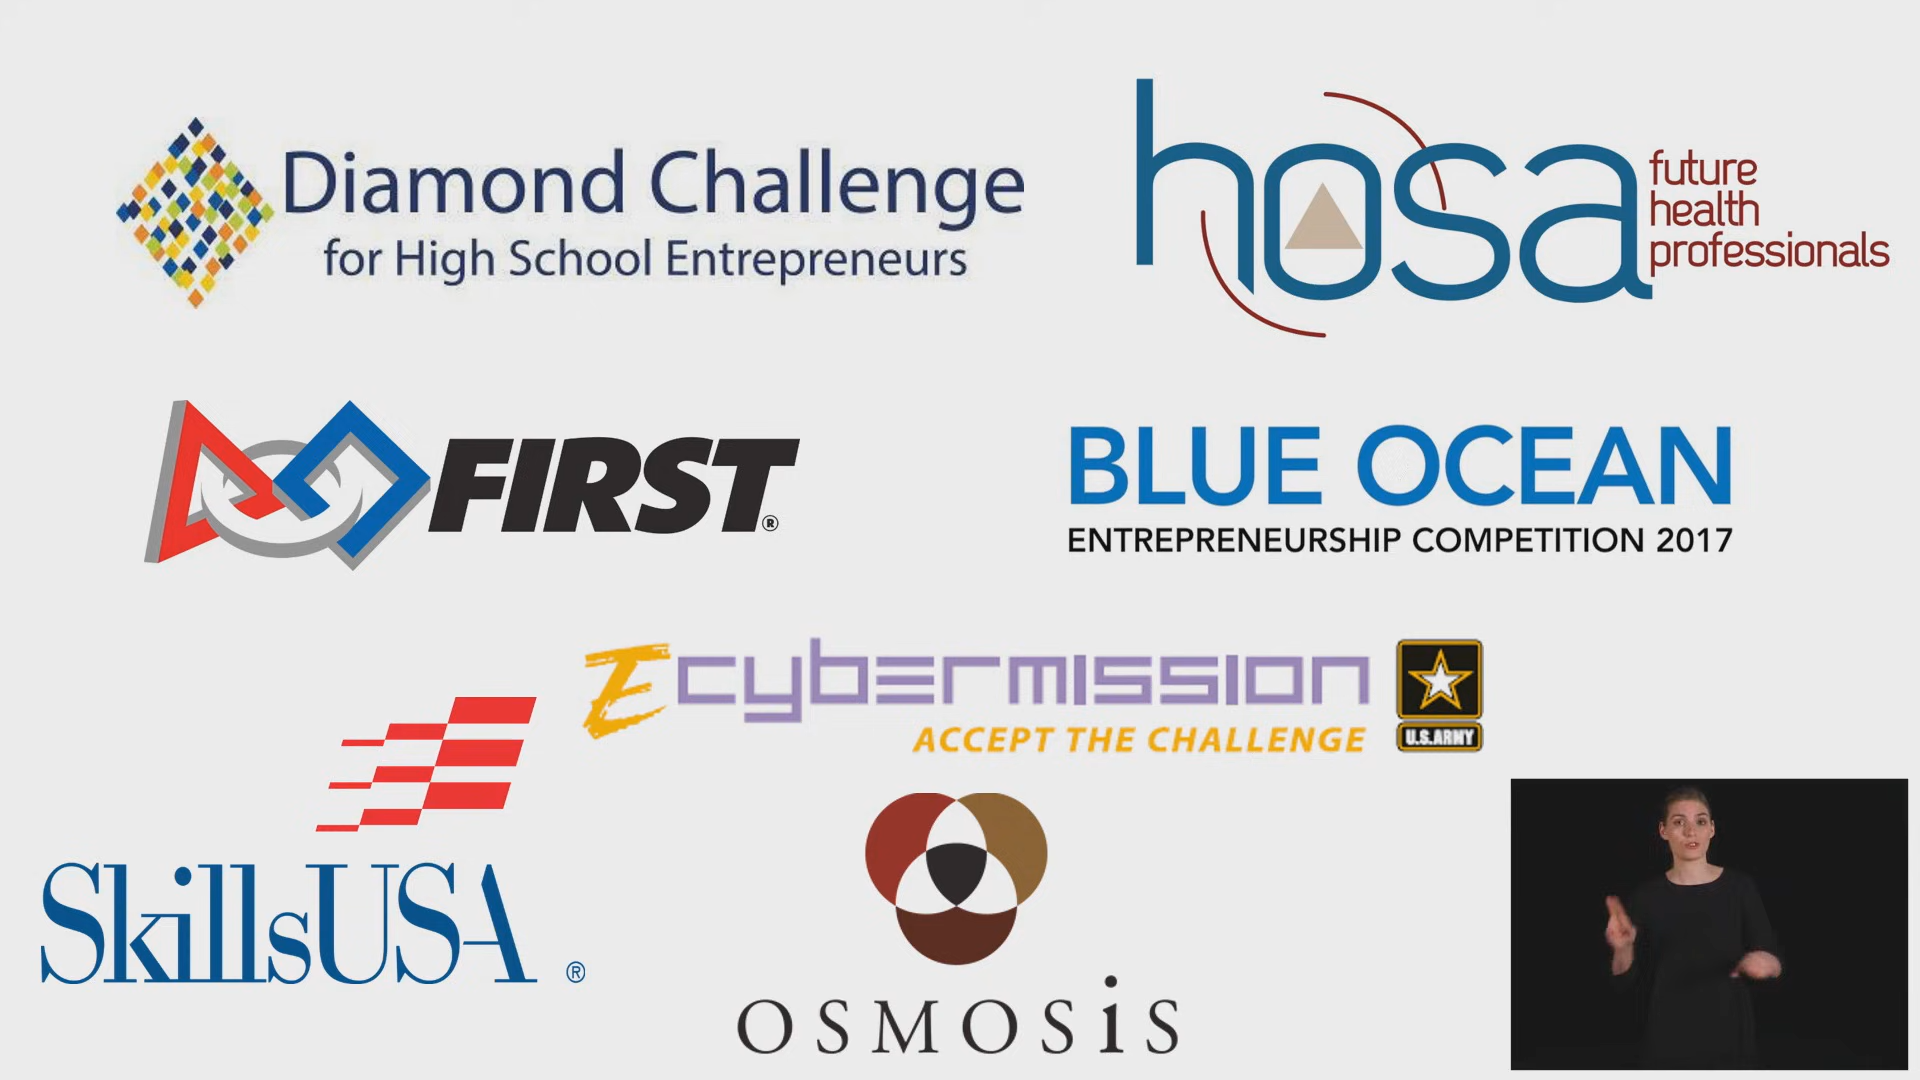 Diamond Challenge
for High School Entrepreneurs
hosa
future
health
professionals
FIRST®
BLUE OCEAN
ENTREPRENEURSHIP COMPETITION 2017
Ecybermission
ACCEPT THE CHALLENGE
U.S.ARMY
SkillsUSA®
OSMOSiS